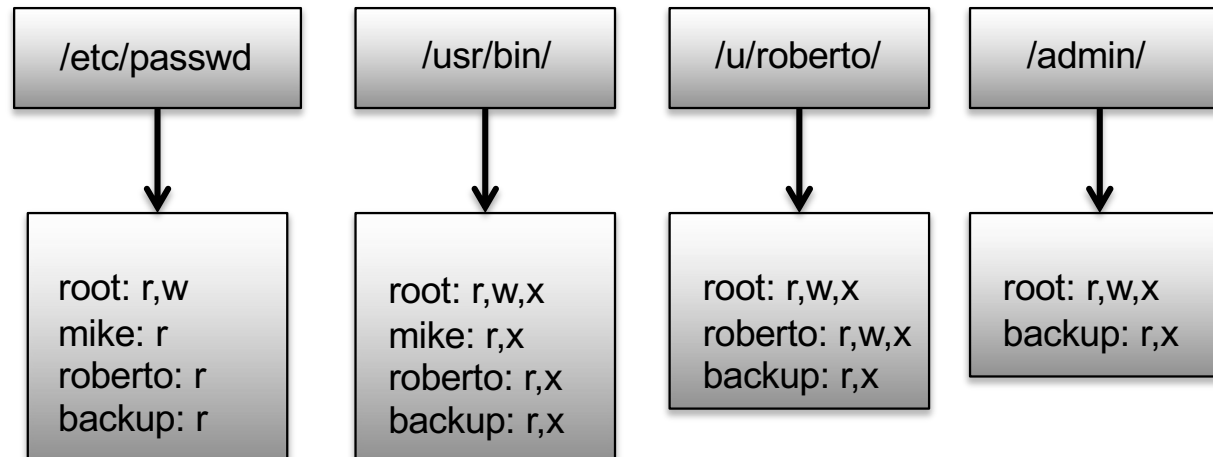 /etc/passwd
/usr/bin/
/u/roberto/
/admin/
root: r,w
mike: r
roberto: r
backup: r
root: r,w,x
mike: r,x
roberto: r,x
backup: r,x
root: r,w,x
roberto: r,w,x
backup: r,x
root: r,w,x
backup: r,x